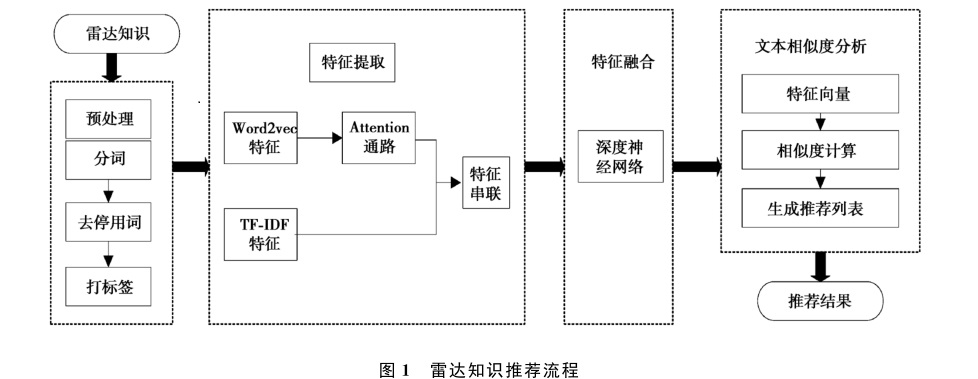 雷达知识
预处理
分词
去停用词
打标签
特征提取
Word2vec
特征
Attention
通路
TF-IDF
特征
特征
串联
特征融合
深度神
经网络
文本相似度分析
特征向量
相似度计算
生成推荐列表
推荐结果
图 1 雷达知识推荐流程